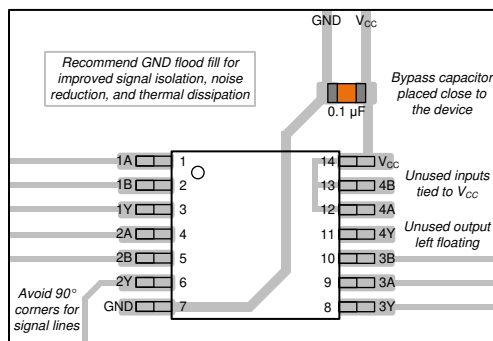 GND VCC
Recommend GND flood fill for
improved signal isolation, noise
reduction, and thermal dissipation
Bypass capacitor
placed close to
the device
0.1 µF
1A 1 14 VCC
1B 2 13 4B
1Y 3 12 4A
2A 4 11 4Y
2B 5 10 3B
2Y 6 9 3A
GND 7 8 3Y
Unused inputs
tied to VCC
Unused output
left floating
Avoid 90°
corners for
signal lines